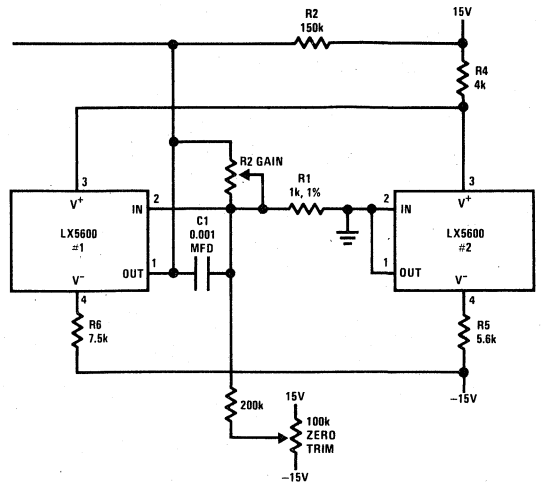 R2
150k
15V
R4
4k
3
V+
IN
2
LX5600
#1
1
OUT
V−
4
R6
7.5k
R2 GAIN
C1
0.001
MFD
R1
1k, 1%
3
V+
2
IN
LX5600
#2
1
OUT
V−
4
R5
5.6k
−15V
200k
15V
100k
ZERO
TRIM
−15V